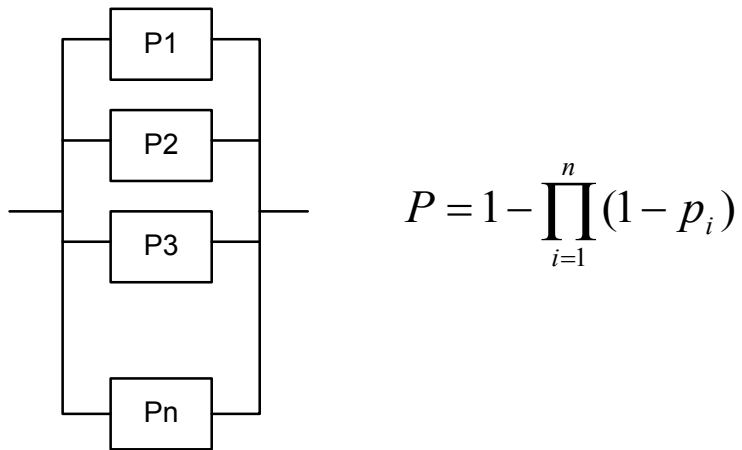 P1
P2
P3
Pn
P = 1 − ∏_{i=1}^{n} (1 − p_i)